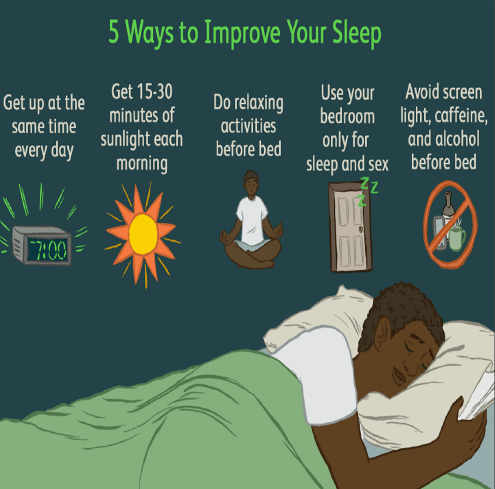 5 Ways to Improve Your Sleep
Get up at the
same time
every day
Get 15-30
minutes of
sunlight each
morning
Do relaxing
activities
before bed
Use your
bedroom
only for
sleep and sex
Avoid screen
light, caffeine,
and alcohol
before bed
7:00
Z
Z
Z